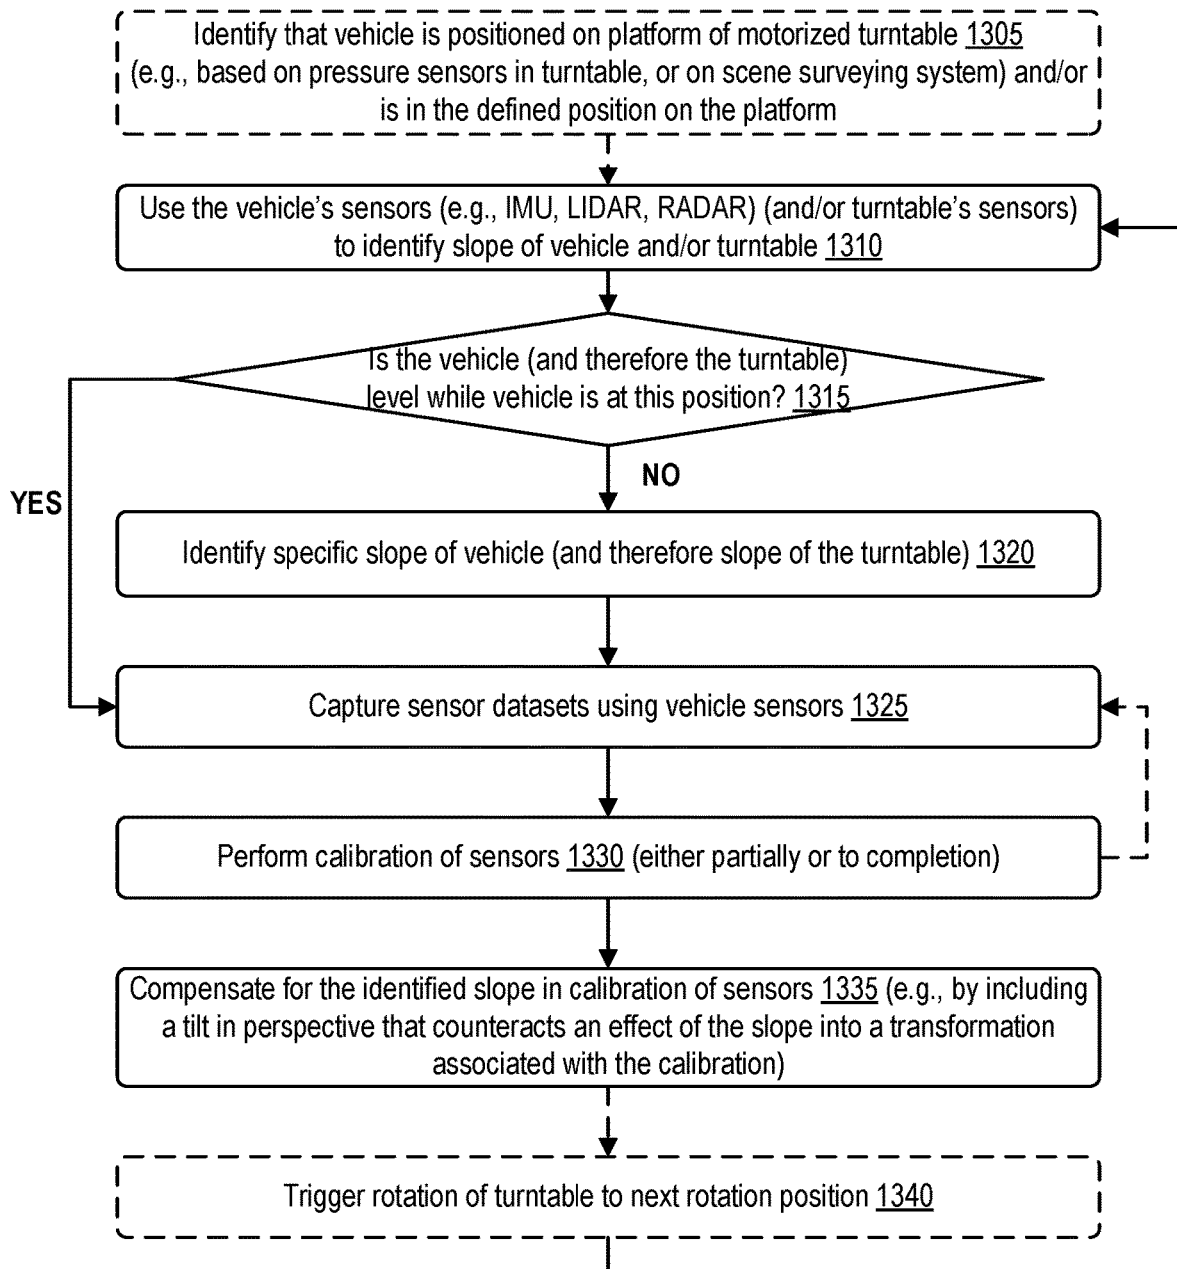 Identify that vehicle is positioned on platform of motorized turntable 1305
(e.g., based on pressure sensors in turntable, or on scene surveying system) and/or
is in the defined position on the platform
Use the vehicle's sensors (e.g., IMU, LIDAR, RADAR) (and/or turntable's sensors)
to identify slope of vehicle and/or turntable 1310
Is the vehicle (and therefore the turntable)
level while vehicle is at this position? 1315
YES
NO
Identify specific slope of vehicle (and therefore slope of the turntable) 1320
Capture sensor datasets using vehicle sensors 1325
Perform calibration of sensors 1330 (either partially or to completion)
Compensate for the identified slope in calibration of sensors 1335 (e.g., by including
a tilt in perspective that counteracts an effect of the slope into a transformation
associated with the calibration)
Trigger rotation of turntable to next rotation position 1340